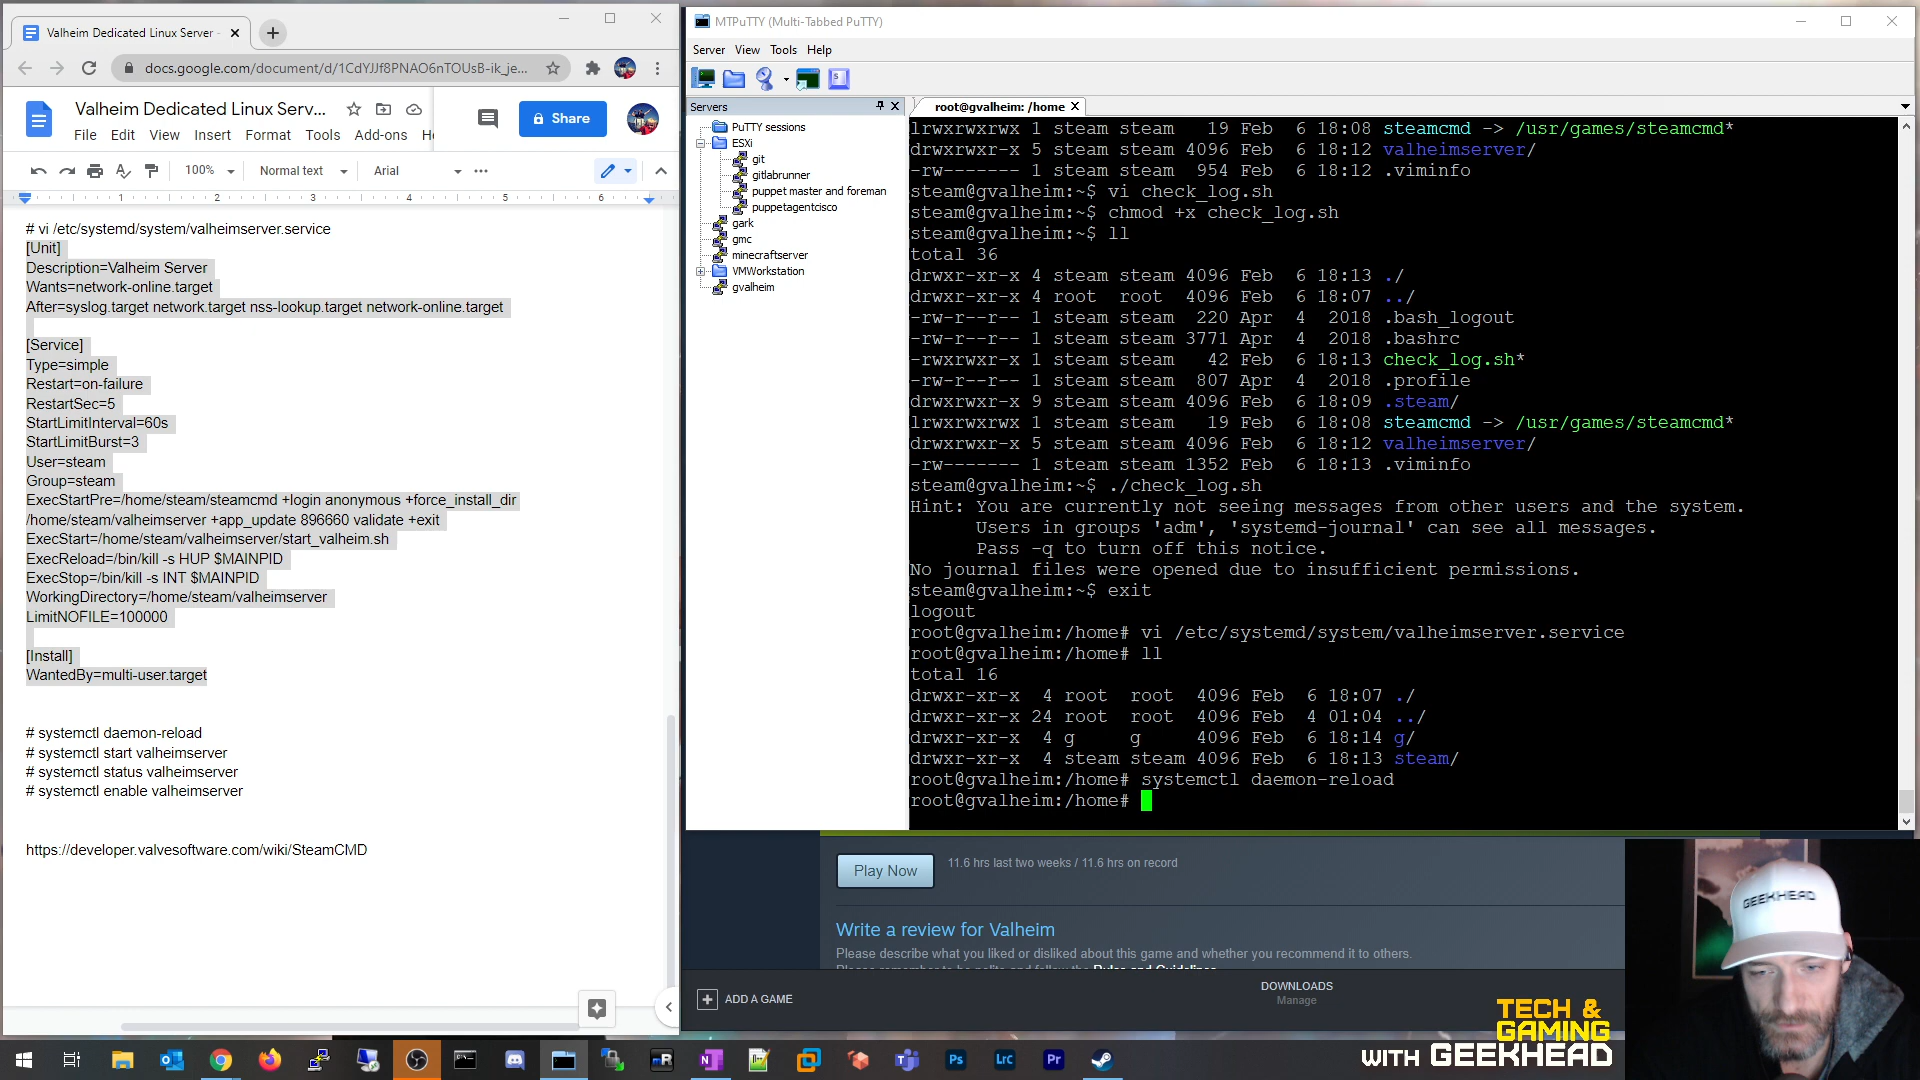 Valheim Dedicated Linux Server -
docs.google.com/document/d/1CdYJJf8PNAO6nTOUsB-ik_je...
Valheim Dedicated Linux Serv...
Share
File Edit View Insert Format Tools Add-ons He
100% Normal text Arial
1 2 3 4 5 6
# vi /etc/systemd/system/valheimserver.service
[Unit]
Description=Valheim Server
Wants=network-online.target
After=syslog.target network.target nss-lookup.target network-online.target
[Service]
Type=simple
Restart=on-failure
RestartSec=5
StartLimitInterval=60s
StartLimitBurst=3
User=steam
Group=steam
ExecStartPre=/home/steam/steamcmd +login anonymous +force_install_dir
/home/steam/valheimserver +app_update 896660 validate +exit
ExecStart=/home/steam/valheimserver/start_valheim.sh
ExecReload=/bin/kill -s HUP $MAINPID
ExecStop=/bin/kill -s INT $MAINPID
WorkingDirectory=/home/steam/valheimserver
LimitNOFILE=100000
[Install]
WantedBy=multi-user.target
# systemctl daemon-reload
# systemctl start valheimserver
# systemctl status valheimserver
# systemctl enable valheimserver
https://developer.valvesoftware.com/wiki/SteamCMD
MTPuTTY (Multi-Tabbed PuTTY)
Server View Tools Help
Servers
PuTTY sessions
ESXi
git
gitlabrunner
puppet master and foreman
puppetagentcisco
gark
gmc
minecraftserver
VMWorkstation
gvalheim
root@gvalheim: /home
lrwxrwxrwx 1 steam steam 19 Feb 6 18:08 steamcmd -> /usr/games/steamcmd*
drwxrwxr-x 5 steam steam 4096 Feb 6 18:12 valheimserver/
-rw------- 1 steam steam 954 Feb 6 18:12 .viminfo
steam@gvalheim:~$ vi check_log.sh
steam@gvalheim:~$ chmod +x check_log.sh
steam@gvalheim:~$ ll
total 36
drwxr-xr-x 4 steam steam 4096 Feb 6 18:13 ./
drwxr-xr-x 4 root root 4096 Feb 6 18:07 ../
-rw-r--r-- 1 steam steam 220 Apr 4 2018 .bash_logout
-rw-r--r-- 1 steam steam 3771 Apr 4 2018 .bashrc
-rwxrwxr-x 1 steam steam 42 Feb 6 18:13 check_log.sh*
-rw-r--r-- 1 steam steam 807 Apr 4 2018 .profile
drwxrwxr-x 9 steam steam 4096 Feb 6 18:09 .steam/
lrwxrwxrwx 1 steam steam 19 Feb 6 18:08 steamcmd -> /usr/games/steamcmd*
drwxrwxr-x 5 steam steam 4096 Feb 6 18:12 valheimserver/
-rw------- 1 steam steam 1352 Feb 6 18:13 .viminfo
steam@gvalheim:~$ ./check_log.sh
Hint: You are currently not seeing messages from other users and the system.
Users in groups 'adm', 'systemd-journal' can see all messages.
Pass -q to turn off this notice.
No journal files were opened due to insufficient permissions.
steam@gvalheim:~$ exit
logout
root@gvalheim:/home# vi /etc/systemd/system/valheimserver.service
root@gvalheim:/home# ll
total 16
drwxr-xr-x 4 root root 4096 Feb 6 18:07 ./
drwxr-xr-x 24 root root 4096 Feb 4 01:04 ../
drwxr-xr-x 4 g g 4096 Feb 6 18:14 g/
drwxr-xr-x 4 steam steam 4096 Feb 6 18:13 steam/
root@gvalheim:/home# systemctl daemon-reload
root@gvalheim:/home#
Play Now
11.6 hrs last two weeks / 11.6 hrs on record
Write a review for Valheim
Please describe what you liked or disliked about this game and whether you recommend it to others.
Please remember to be polite and follow the Rules and Guidelines
ADD A GAME
DOWNLOADS
Manage
GEEKHEAD
TECH &
GAMING
WITH GEEKHEAD
Ps
Lrc
Pr